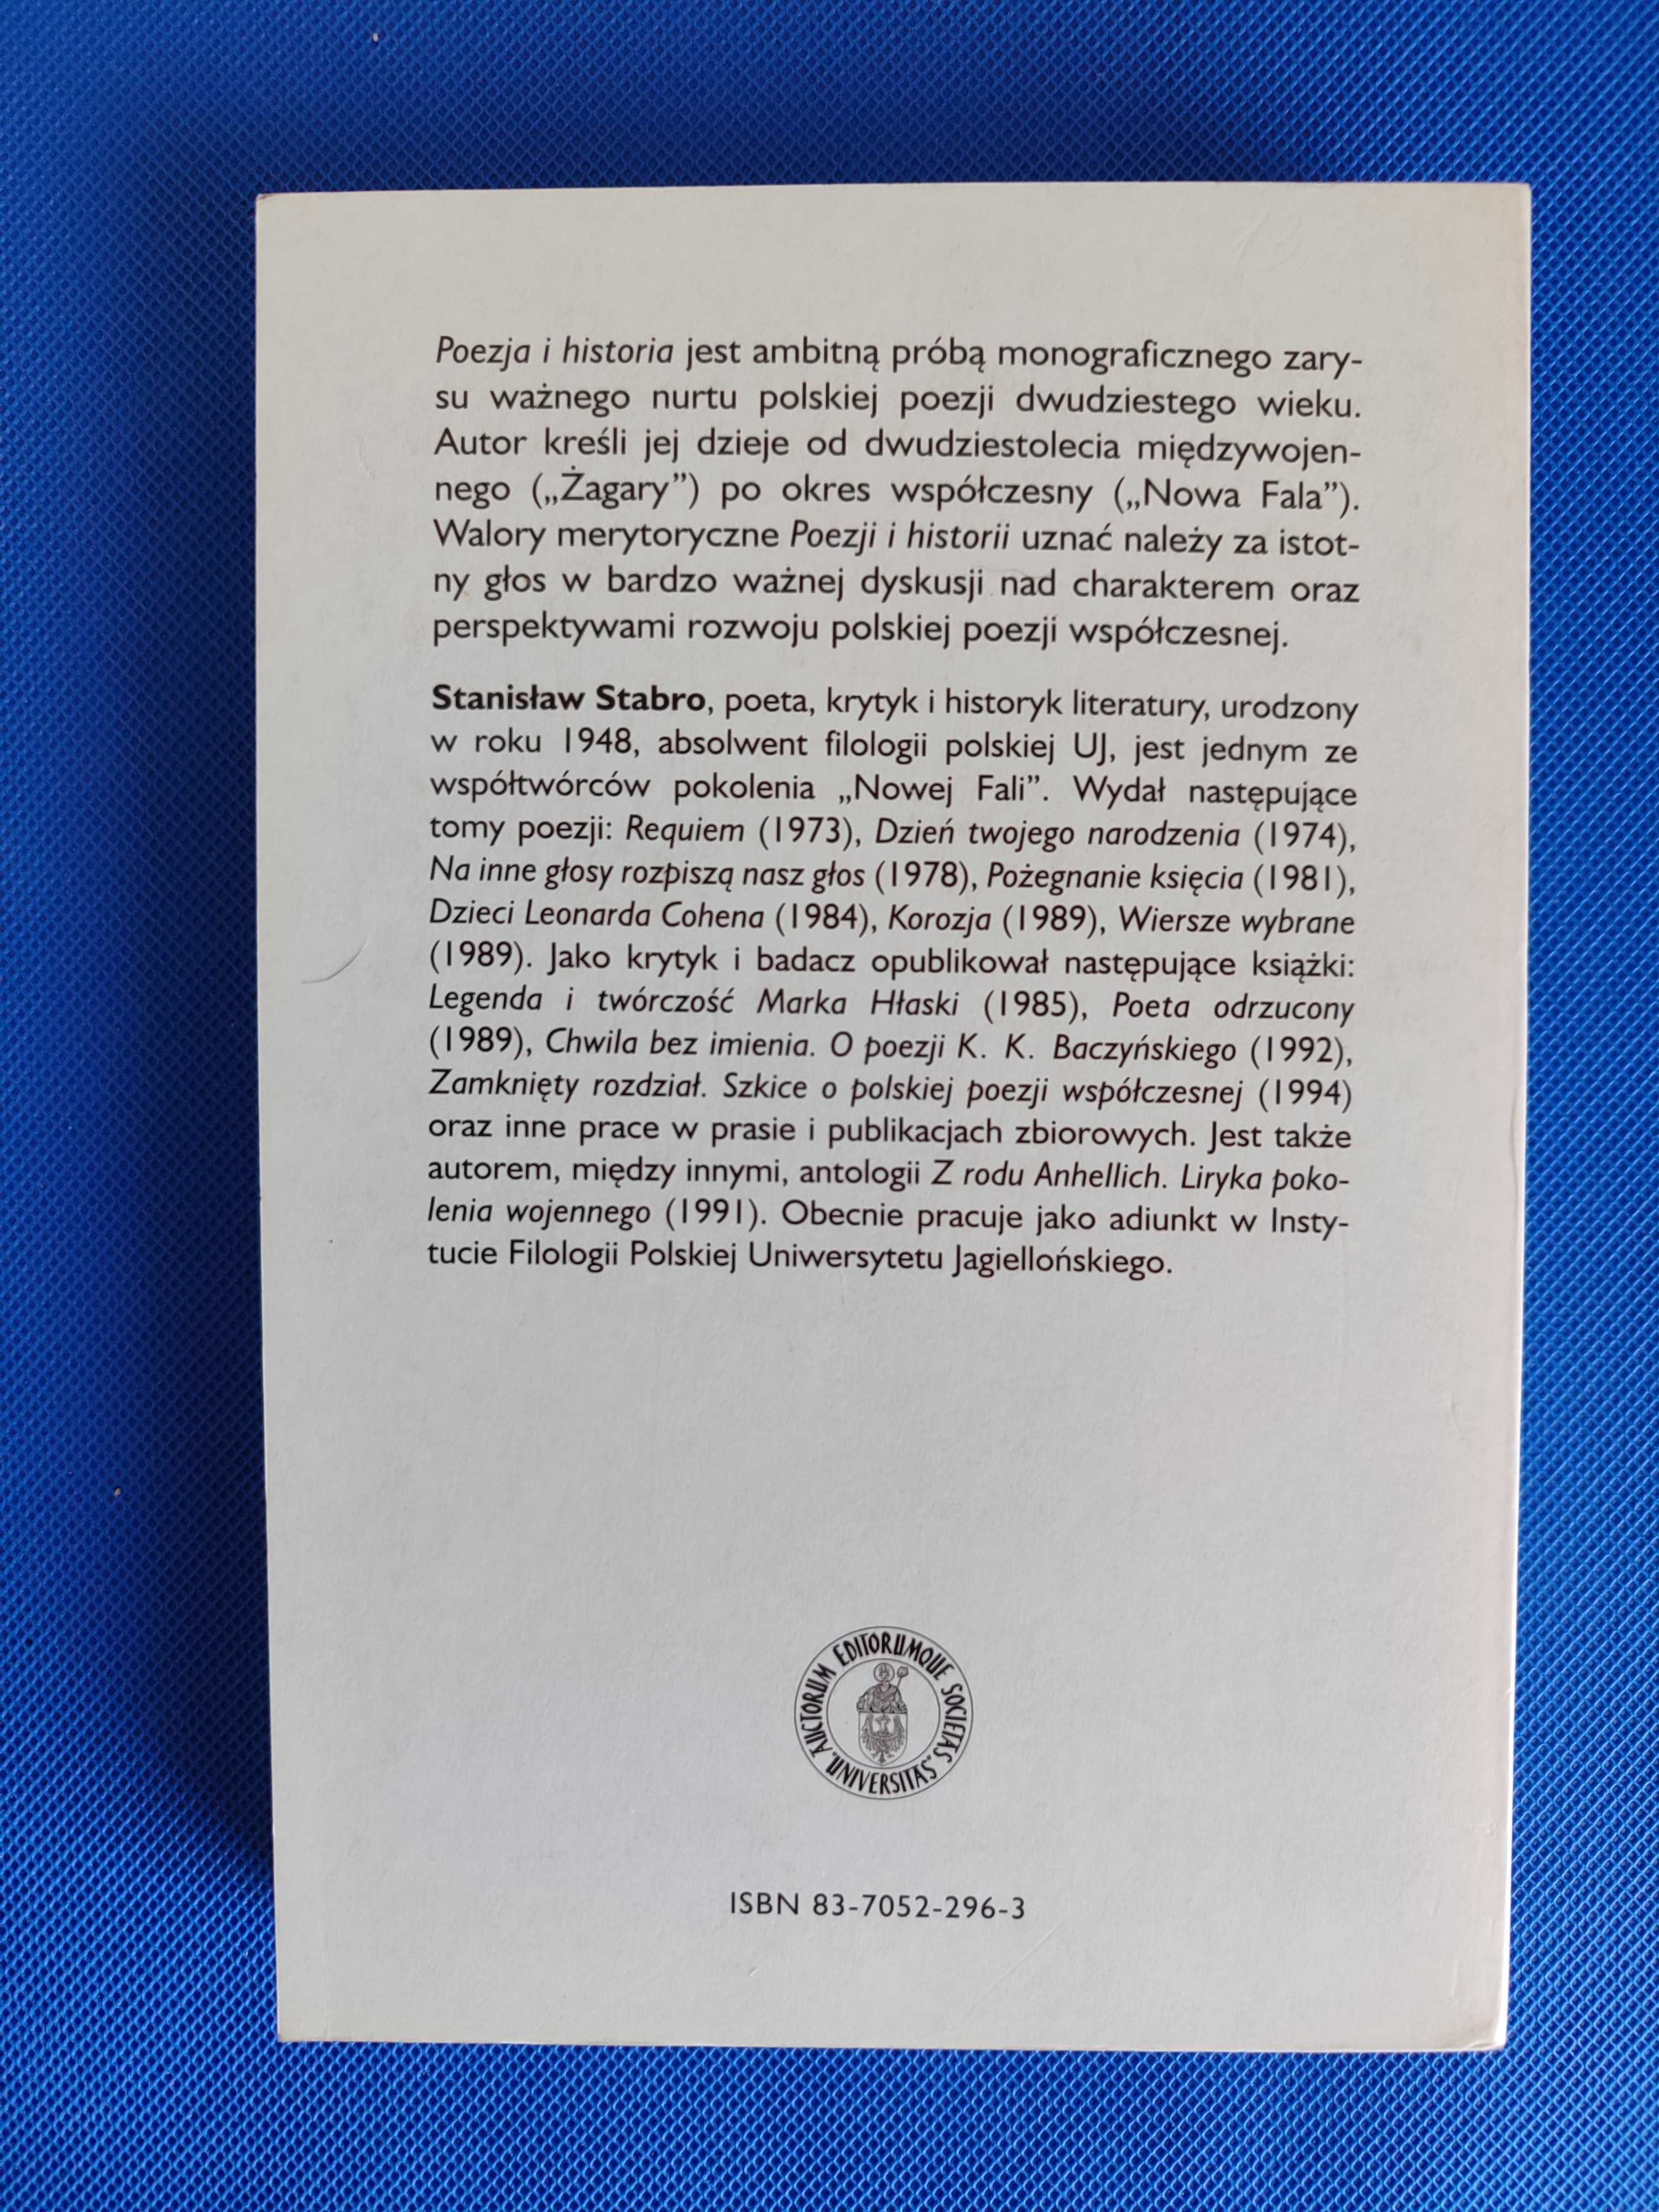 Poezja i historia jest ambitną próbą monograficznego zary-
su ważnego nurtu polskiej poezji dwudziestego wieku.
Autor kreśli jej dzieje od dwudziestolecia międzywojen-
nego („Żagary”) po okres współczesny („Nowa Fala”).
Walory merytoryczne Poezji i historii uznać należy za istot-
ny głos w bardzo ważnej dyskusji nad charakterem oraz
perspektywami rozwoju polskiej poezji współczesnej.
Stanisław Stabro, poeta, krytyk i historyk literatury, urodzony
w roku 1948, absolwent filologii polskiej UJ, jest jednym ze
współtwórców pokolenia „Nowej Fali”. Wydał następujące
tomy poezji: Requiem (1973), Dzień twojego narodzenia (1974),
Na inne głosy rozpiszą nasz głos (1978), Pożegnanie księcia (1981),
Dzieci Leonarda Cohena (1984), Korozja (1989), Wiersze wybrane
(1989). Jako krytyk i badacz opublikował następujące książki:
Legenda i twórczość Marka Hłaski (1985), Poeta odrzucony
(1989), Chwila bez imienia. O poezji K. K. Baczyńskiego (1992),
Zamknięty rozdział. Szkice o polskiej poezji współczesnej (1994)
oraz inne prace w prasie i publikacjach zbiorowych. Jest także
autorem, między innymi, antologii Z rodu Anhellich. Liryka poko-
lenia wojennego (1991). Obecnie pracuje jako adiunkt w Insty-
tucie Filologii Polskiej Uniwersytetu Jagiellońskiego.
AUCTORUM EDITORUMQUE SOCIETAS
"UNIVERSITAS"
ISBN 83-7052-296-3